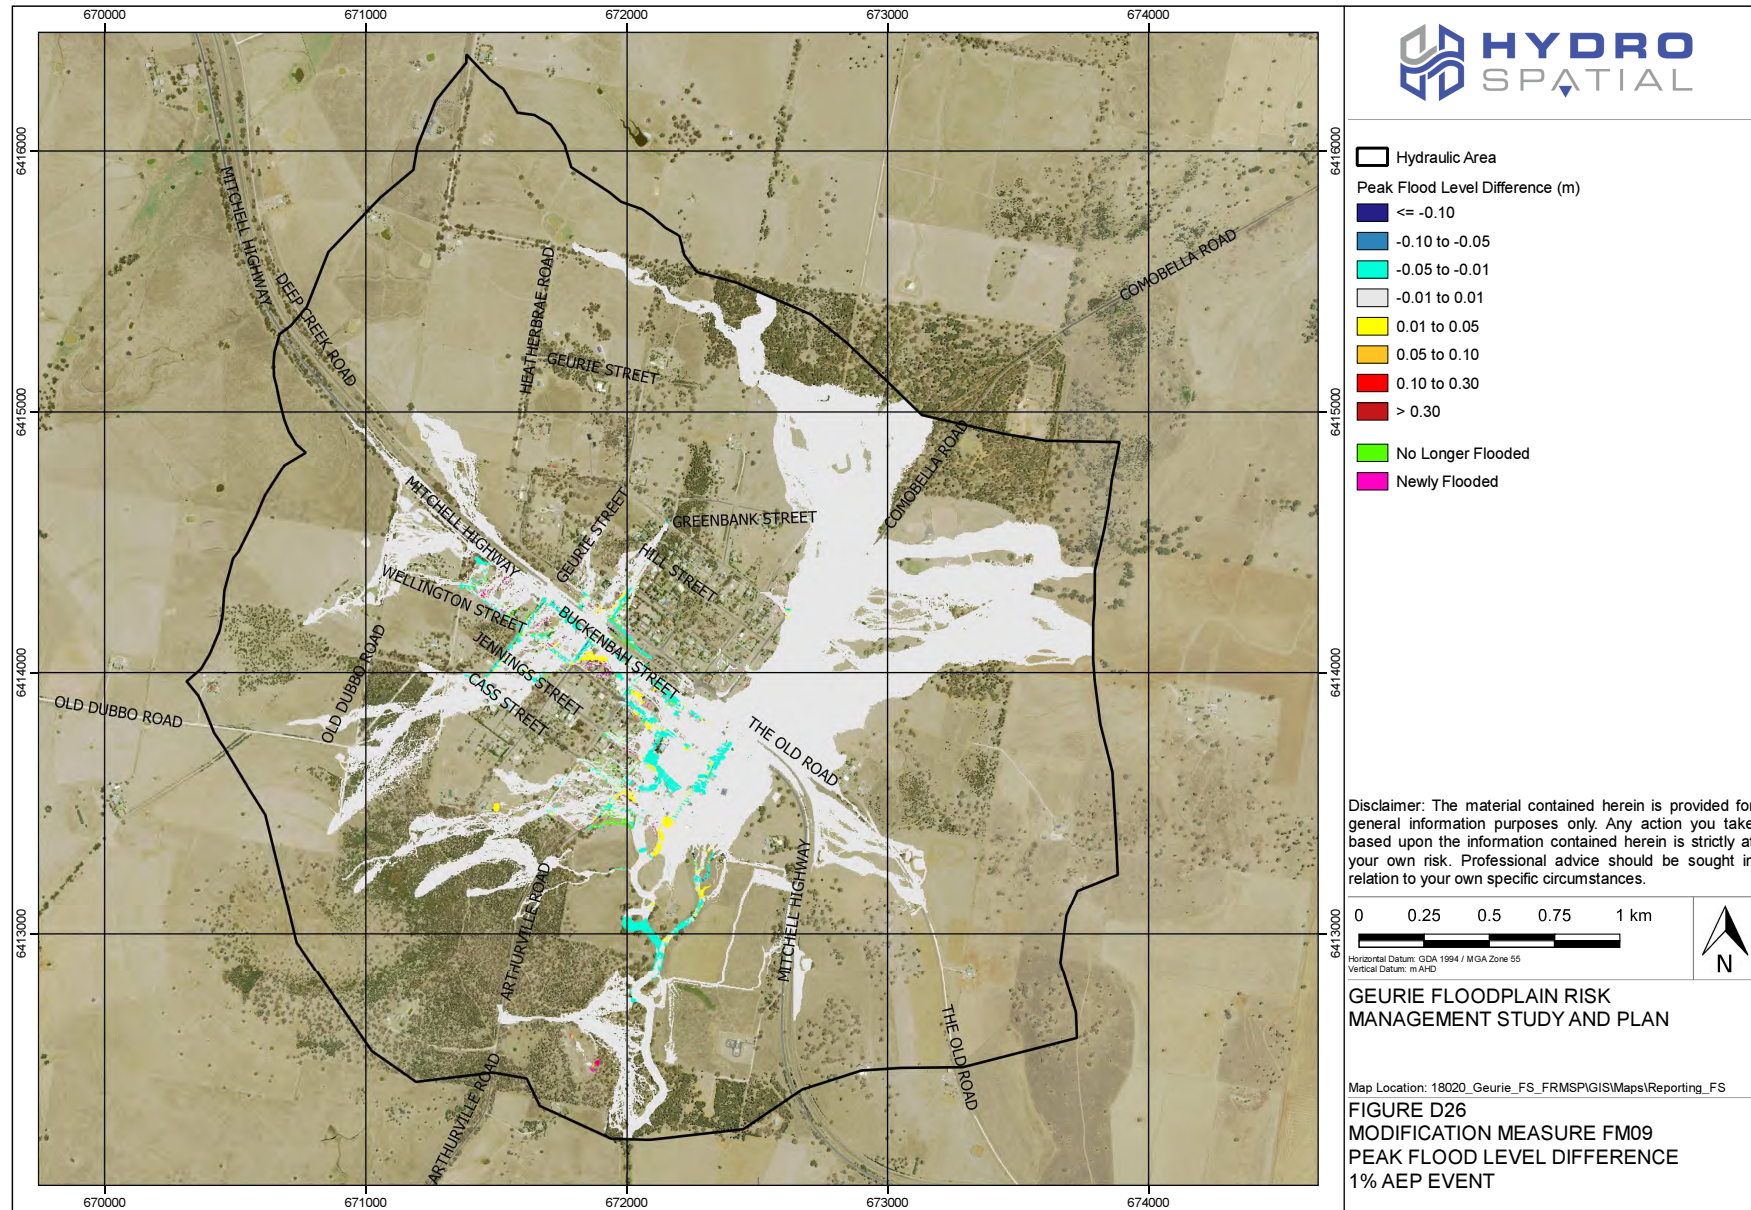 670000
671000
672000
673000
674000
6416000
6415000
6414000
6413000
6416000
6415000
6414000
6413000
670000
671000
672000
673000
674000
MITCHELL HIGHWAY
DEEP CREEK ROAD
HEATHERBRAE ROAD
GEURIE STREET
COMOBELLA ROAD
COMOBELLA ROAD
MITCHELL HIGHWAY
GEURIE STREET
GREENBANK STREET
HILL STREET
WELLINGTON STREET
BUCKENBAH STREET
JENNINGS STREET
CASS STREET
OLD DUBBO ROAD
OLD DUBBO ROAD
THE OLD ROAD
MITCHELL HIGHWAY
ARTHURVILLE ROAD
ARTHURVILLE ROAD
THE OLD ROAD
HYDRO
SPATIAL
Hydraulic Area
Peak Flood Level Difference (m)
<= -0.10
-0.10 to -0.05
-0.05 to -0.01
-0.01 to 0.01
0.01 to 0.05
0.05 to 0.10
0.10 to 0.30
> 0.30
No Longer Flooded
Newly Flooded
Disclaimer: The material contained herein is provided for
general information purposes only. Any action you take
based upon the information contained herein is strictly at
your own risk. Professional advice should be sought in
relation to your own specific circumstances.
0 0.25 0.5 0.75 1 km
Horizontal Datum: GDA 1994 / MGA Zone 55
Vertical Datum: m AHD
N
GEURIE FLOODPLAIN RISK
MANAGEMENT STUDY AND PLAN
Map Location: 18020_Geurie_FS_FRMSP\GIS\Maps\Reporting_FS
FIGURE D26
MODIFICATION MEASURE FM09
PEAK FLOOD LEVEL DIFFERENCE
1% AEP EVENT